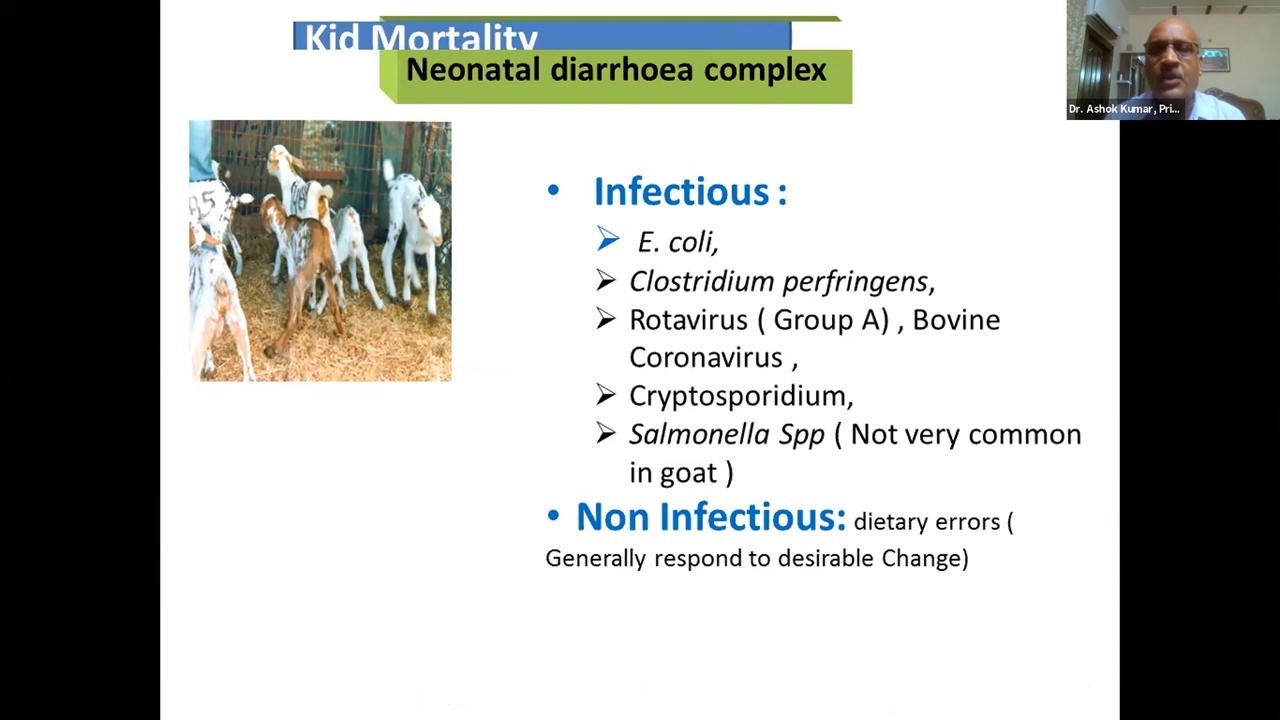 Kid Mortality
Neonatal diarrhoea complex
Dr. Ashok Kumar, Pri...
• Infectious :
➢ E. coli,
➢ Clostridium perfringens,
➢ Rotavirus ( Group A) , Bovine
Coronavirus ,
➢ Cryptosporidium,
➢ Salmonella Spp ( Not very common
in goat )
• Non Infectious: dietary errors (
Generally respond to desirable Change)